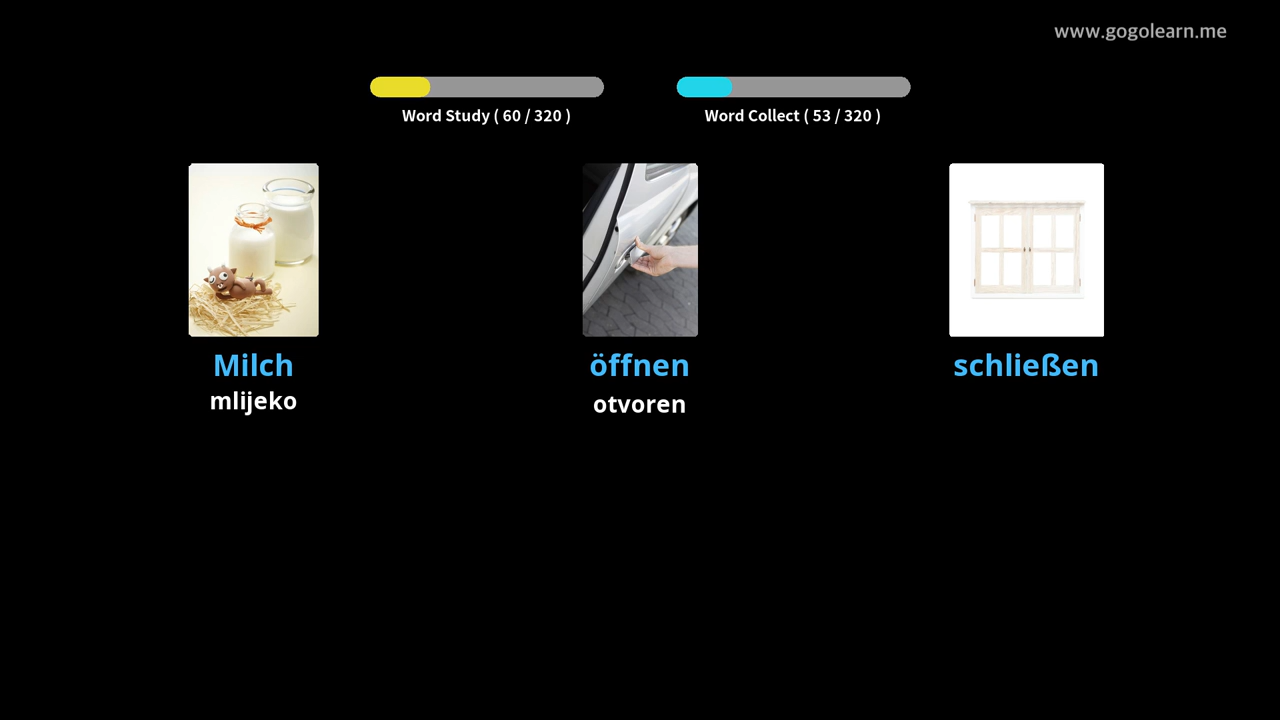 www.gogolearn.me
Word Study ( 60 / 320 )
Word Collect ( 53 / 320 )
Milch
mlijeko
öffnen
otvoren
schließen